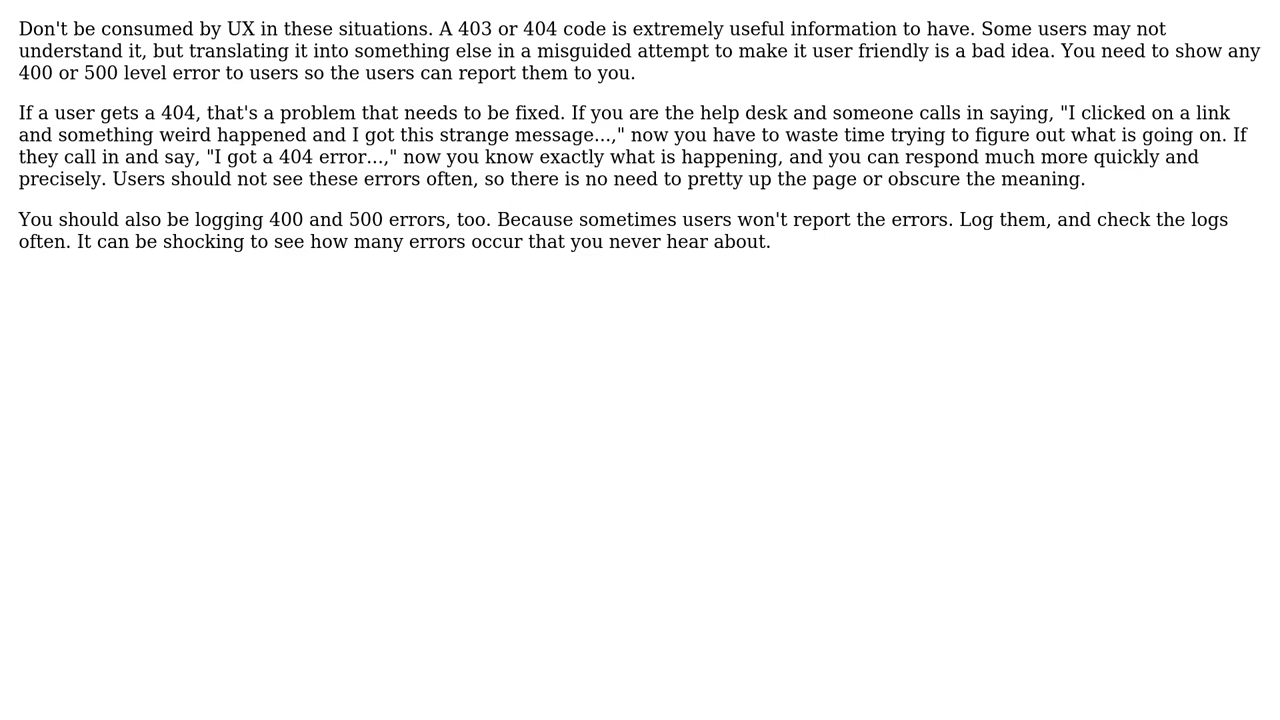 Don't be consumed by UX in these situations. A 403 or 404 code is extremely useful information to have. Some users may not
understand it, but translating it into something else in a misguided attempt to make it user friendly is a bad idea. You need to show any
400 or 500 level error to users so the users can report them to you.
If a user gets a 404, that's a problem that needs to be fixed. If you are the help desk and someone calls in saying, "I clicked on a link
and something weird happened and I got this strange message...," now you have to waste time trying to figure out what is going on. If
they call in and say, "I got a 404 error...," now you know exactly what is happening, and you can respond much more quickly and
precisely. Users should not see these errors often, so there is no need to pretty up the page or obscure the meaning.
You should also be logging 400 and 500 errors, too. Because sometimes users won't report the errors. Log them, and check the logs
often. It can be shocking to see how many errors occur that you never hear about.